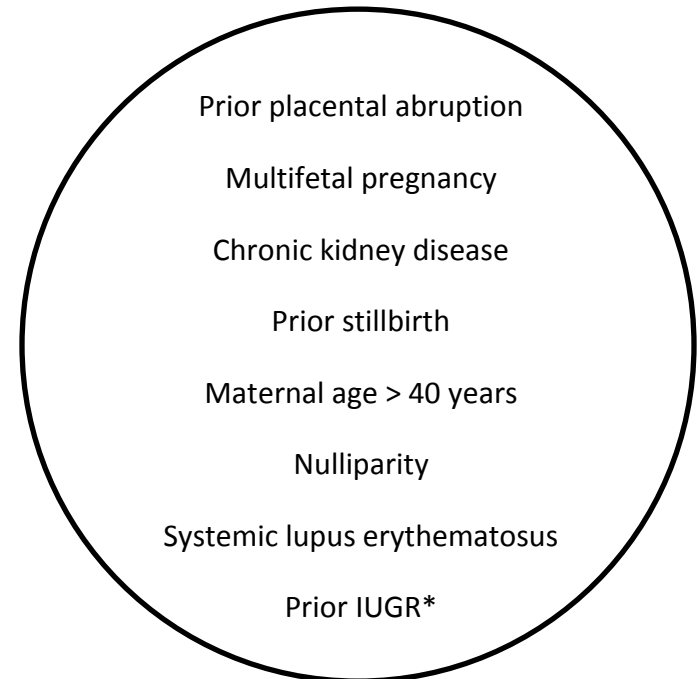 Prior placental abruption
Multifetal pregnancy
Chronic kidney disease
Prior stillbirth
Maternal age > 40 years
Nulliparity
Systemic lupus erythematosus
Prior IUGR*